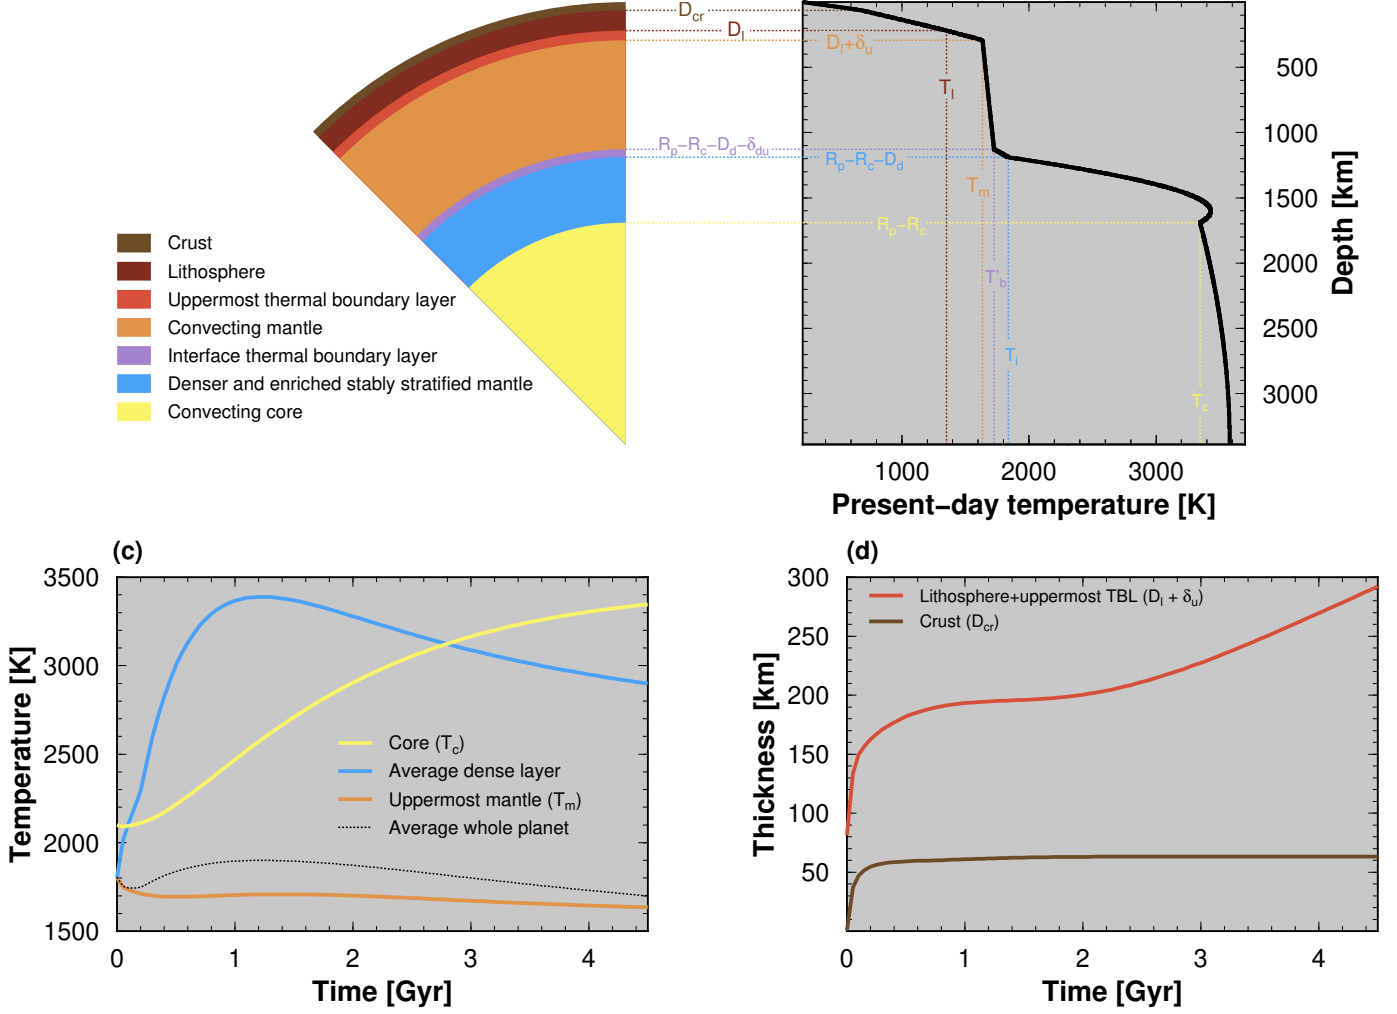 D_cr
D_l
D_l+δ_u
R_p−R_c−D_d−δ_du
R_p−R_c−D_d
R_p−R_c
T_l
T_m
T'_b
T_i
T_c
500
1000
1500
2000
2500
3000
Depth [km]
1000 2000 3000
Present−day temperature [K]
Crust
Lithosphere
Uppermost thermal boundary layer
Convecting mantle
Interface thermal boundary layer
Denser and enriched stably stratified mantle
Convecting core
(c)
3500
3000
2500
2000
1500
Temperature [K]
Core (T_c)
Average dense layer
Uppermost mantle (T_m)
Average whole planet
0 1 2 3 4
Time [Gyr]
(d)
300
250
200
150
100
50
0
Thickness [km]
Lithosphere+uppermost TBL (D_l + δ_u)
Crust (D_cr)
0 1 2 3 4
Time [Gyr]